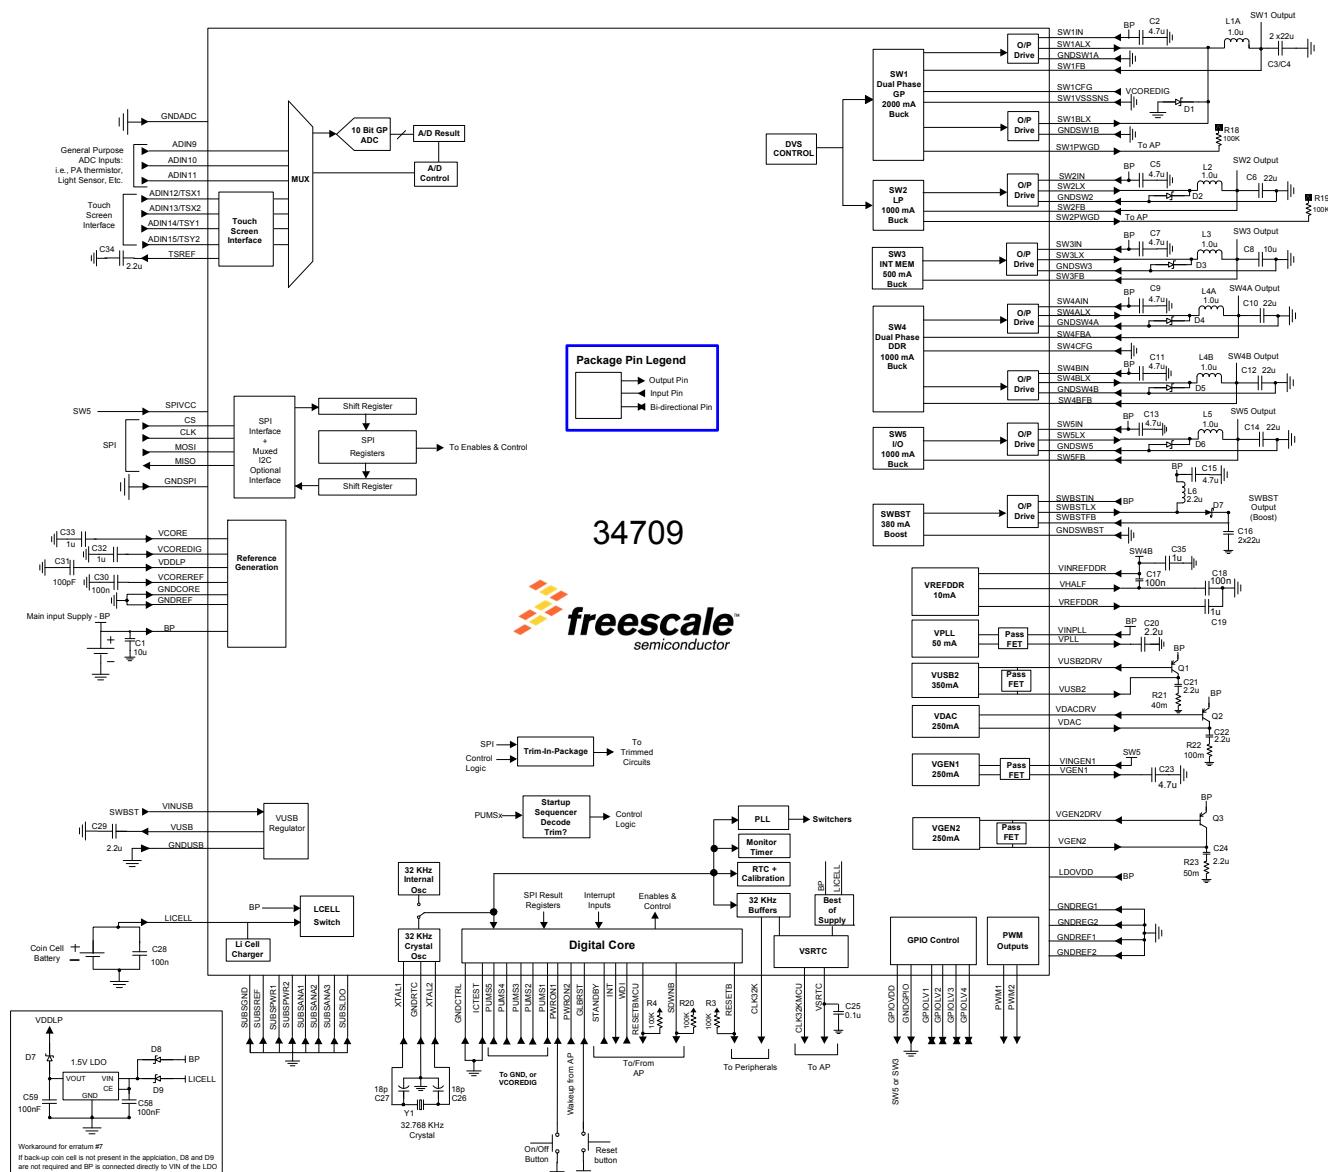 GNDADC
General Purpose
ADC Inputs:
i.e., PA thermistor,
Light Sensor, Etc.
ADIN9
ADIN10
ADIN11
Touch
Screen
Interface
ADIN12/TSX1
ADIN13/TSX2
ADIN14/TSY1
ADIN15/TSY2
TSREF
C34
2.2u
Touch
Screen
Interface
MUX
10 Bit GP
ADC
A/D Result
A/D
Control
Package Pin Legend
Output Pin
Input Pin
Bi-directional Pin
SW5
SPIVCC
SPI
CS
CLK
MOSI
MISO
GNDSPI
SPI
Interface
+
Muxed
I2C
Optional
Interface
Shift Register
SPI
Registers
Shift Register
To Enables & Control
34709
freescale™
semiconductor
C33
1u
VCORE
C32
1u
VCOREDIG
C31
100pF
VDDLP
C30
100n
VCOREREF
GNDCORE
GNDREF
Main input Supply - BP
BP
+
−
C1
10u
Reference
Generation
SPI
Control
Logic
Trim-In-Package
To
Trimmed
Circuits
PUMSx
Startup
Sequencer
Decode
Trim?
Control
Logic
SWBST
VINUSB
C29
VUSB
2.2u
GNDUSB
VUSB
Regulator
PLL
Switchers
Monitor
Timer
RTC +
Calibration
32 KHz
Buffers
32 KHz
Internal
Osc
32 KHz
Crystal
Osc
BP
LICELL
Best
of
Supply
VSRTC
BP
LCELL
Switch
LICELL
Li Cell
Charger
Coin Cell
Battery
+
−
C28
100n
SPI Result
Registers
Interrupt
Inputs
Enables &
Control
Digital Core
GPIO Control
PWM
Outputs
DVS
CONTROL
SW1
Dual Phase
GP
2000 mA
Buck
O/P
Drive
O/P
Drive
SW1IN
SW1ALX
GNDSW1A
SW1FB
SW1CFG
SW1VSSSNS
SW1BLX
GNDSW1B
SW1PWGD
BP
C2
4.7u
L1A
1.0u
SW1 Output
2 x22u
C3/C4
VCOREDIG
D1
To AP
R18
100K
SW2
LP
1000 mA
Buck
O/P
Drive
SW2IN
SW2LX
GNDSW2
SW2FB
SW2PWGD
BP
C5
4.7u
L2
1.0u
SW2 Output
C6
22u
D2
To AP
R19
100K
SW3
INT MEM
500 mA
Buck
O/P
Drive
SW3IN
SW3LX
GNDSW3
SW3FB
BP
C7
4.7u
L3
1.0u
SW3 Output
C8
10u
D3
SW4
Dual Phase
DDR
1000 mA
Buck
O/P
Drive
O/P
Drive
SW4AIN
SW4ALX
GNDSW4A
SW4FBA
SW4CFG
SW4BIN
SW4BLX
GNDSW4B
SW4BFB
BP
C9
4.7u
L4A
1.0u
SW4A Output
C10
22u
D4
BP
C11
4.7u
L4B
1.0u
SW4B Output
C12
22u
D5
SW5
I/O
1000 mA
Buck
O/P
Drive
SW5IN
SW5LX
GNDSW5
SW5FB
BP
C13
4.7u
L5
1.0u
SW5 Output
C14
22u
D6
SWBST
380 mA
Boost
O/P
Drive
SWBSTIN
SWBSTLX
SWBSTFB
GNDSWBST
BP
BP
C15
4.7u
L6
2.2u
D7
SWBST
Output
(Boost)
C16
2x22u
VREFDDR
10mA
VINREFDDR
VHALF
VREFDDR
SW4B
C35
1u
C17
100n
C18
100n
1u
C19
VPLL
50 mA
Pass
FET
VINPLL
VPLL
BP
C20
2.2u
VUSB2
350mA
Pass
FET
VUSB2DRV
VUSB2
BP
Q1
C21
2.2u
R21
40m
VDAC
250mA
VDACDRV
VDAC
BP
Q2
C22
2.2u
R22
100m
VGEN1
250mA
Pass
FET
VINGEN1
VGEN1
SW5
C23
4.7u
VGEN2
250mA
Pass
FET
VGEN2DRV
VGEN2
BP
Q3
C24
2.2u
R23
50m
LDOVDD
BP
GNDREG1
GNDREG2
GNDREF1
GNDREF2
SUBSGND
SUBSREF
SUBSPWR1
SUBSPWR2
SUBSANA1
SUBSANA2
SUBSANA3
SUBSLDO
XTAL1
GNDRTC
XTAL2
GNDCTRL
ICTEST
PUMS5
PUMS4
PUMS3
PUMS2
PUMS1
PWRON1
PWRON2
GLBRST
STANDBY
INT
WDI
RESETBMCU
SDWNB
RESETB
CLK32K
CLK32KMCU
VSRTC
GPIOVDD
GNDGPIO
GPIOLV1
GPIOLV2
GPIOLV3
GPIOLV4
PWM1
PWM2
R4
100K
R20
100K
R3
100K
C25
0.1u
18p
C27
18p
C26
Y1
32.768 KHz
Crystal
To GND, or
VCOREDIG
Wakeup from AP
To/From
AP
To Peripherals
To AP
SW5 or SW3
On/Off
Button
Reset
button
VDDLP
D7
1.5V LDO
VOUT
VIN
CE
GND
D8
BP
D9
LICELL
C59
100nF
C58
100nF
Workaround for erratum #7
If back-up coin cell is not present in the applciation, D8 and D9
are not required and BP is connected directly to VIN of the LDO